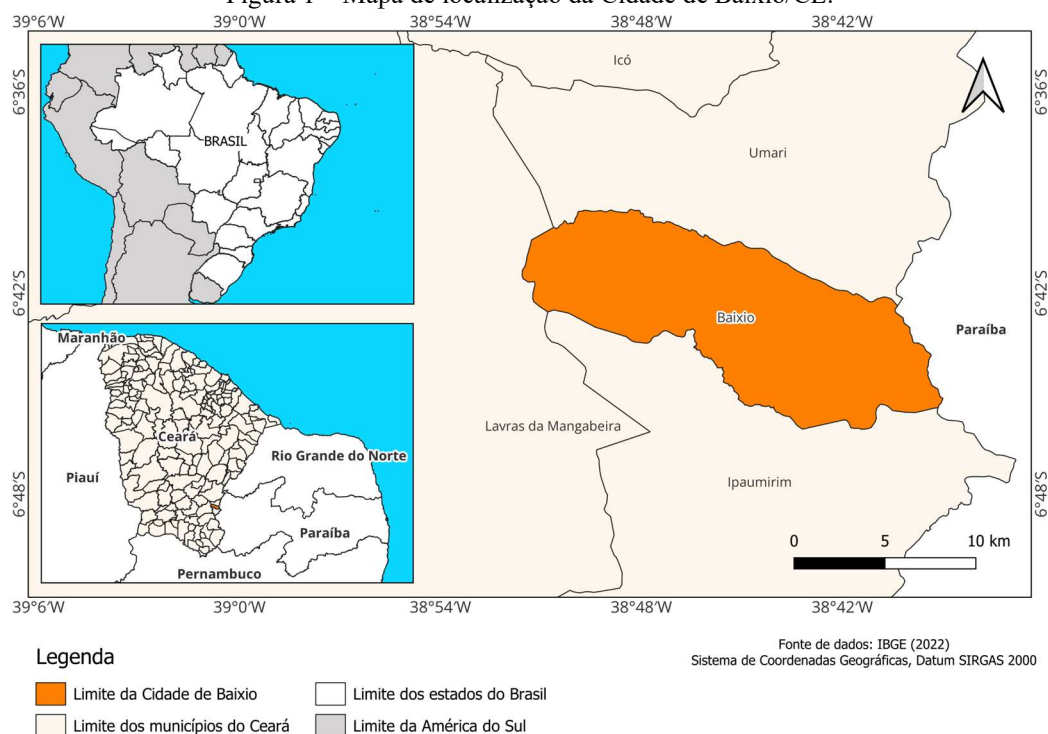 Figura 1 – Mapa de localização da Cidade de Baixio/CE.
39°6′W 39°0′W 38°54′W 38°48′W 38°42′W
6°36′S 6°36′S
Icó
BRASIL
Umari
6°42′S 6°42′S
Baixio
Paraíba
Maranhão
Ceará
Lavras da Mangabeira
Rio Grande do Norte
Piauí
6°48′S 6°48′S
Ipaumirim
Paraíba
0 5 10 km
Pernambuco
39°6′W 39°0′W 38°54′W 38°48′W 38°42′W
Fonte de dados: IBGE (2022)
Sistema de Coordenadas Geográficas, Datum SIRGAS 2000
Legenda
Limite da Cidade de Baixio
Limite dos estados do Brasil
Limite dos municípios do Ceará
Limite da América do Sul